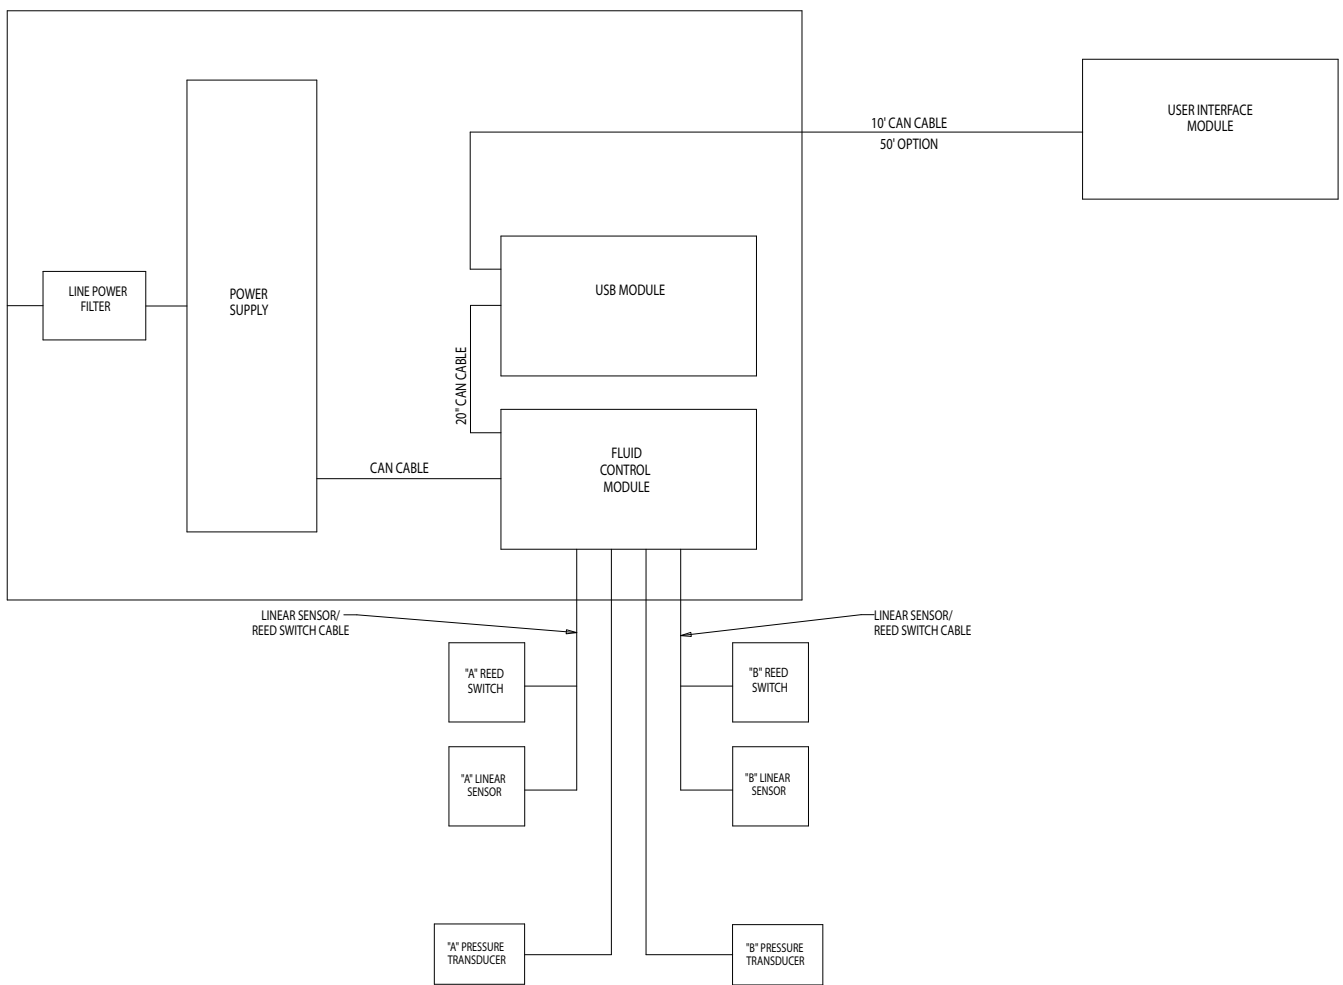 10' CAN CABLE
50' OPTION
USER INTERFACE
MODULE
LINE POWER
FILTER
POWER
SUPPLY
USB MODULE
20" CAN CABLE
CAN CABLE
FLUID
CONTROL
MODULE
LINEAR SENSOR/
REED SWITCH CABLE
LINEAR SENSOR/
REED SWITCH CABLE
"A" REED
SWITCH
"B" REED
SWITCH
"A" LINEAR
SENSOR
"B" LINEAR
SENSOR
"A" PRESSURE
TRANSDUCER
"B" PRESSURE
TRANSDUCER